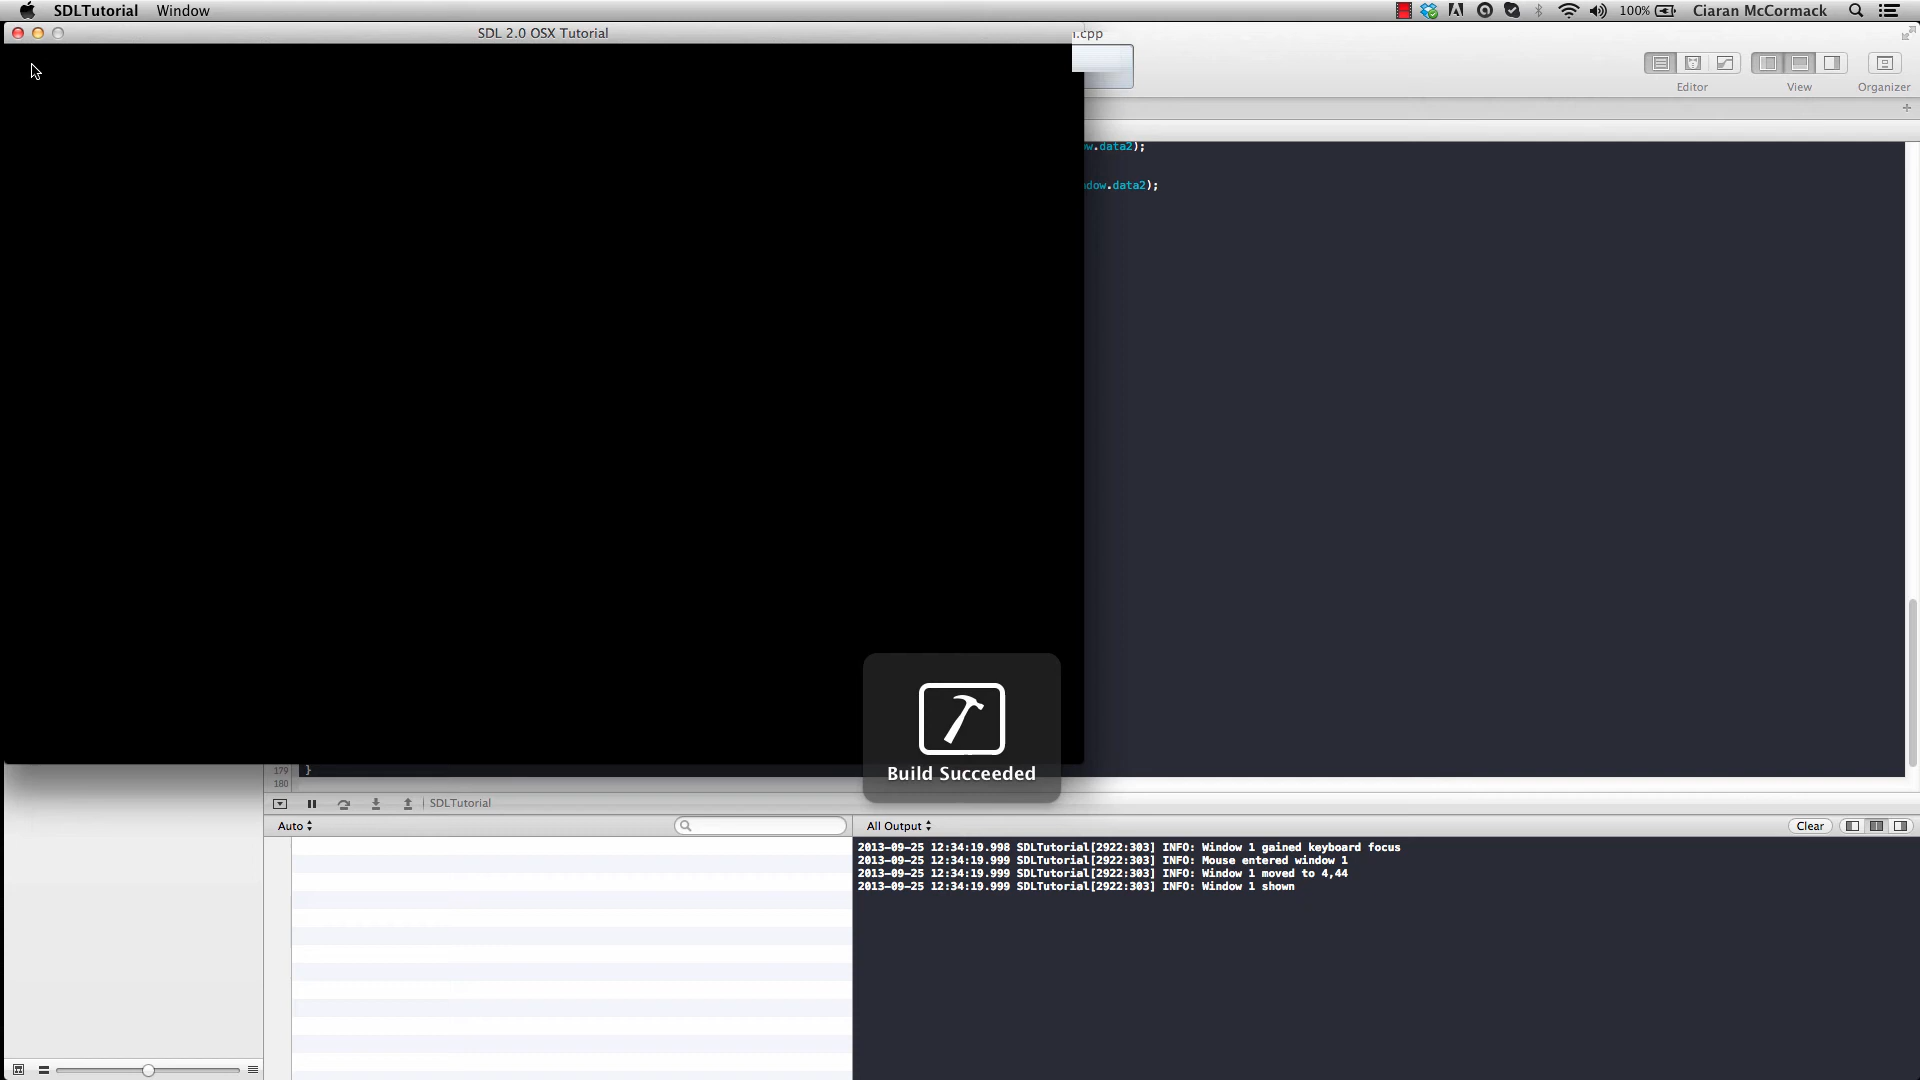 SDLTutorial Window
100% Ciaran McCormack
SDL 2.0 OSX Tutorial
.cpp
Editor View Organizer
w.data2);
dow.data2);
179 }
180
Build Succeeded
SDLTutorial
Auto
All Output
Clear
2013-09-25 12:34:19.998 SDLTutorial[2922:303] INFO: Window 1 gained keyboard focus
2013-09-25 12:34:19.999 SDLTutorial[2922:303] INFO: Mouse entered window 1
2013-09-25 12:34:19.999 SDLTutorial[2922:303] INFO: Window 1 moved to 4,44
2013-09-25 12:34:19.999 SDLTutorial[2922:303] INFO: Window 1 shown